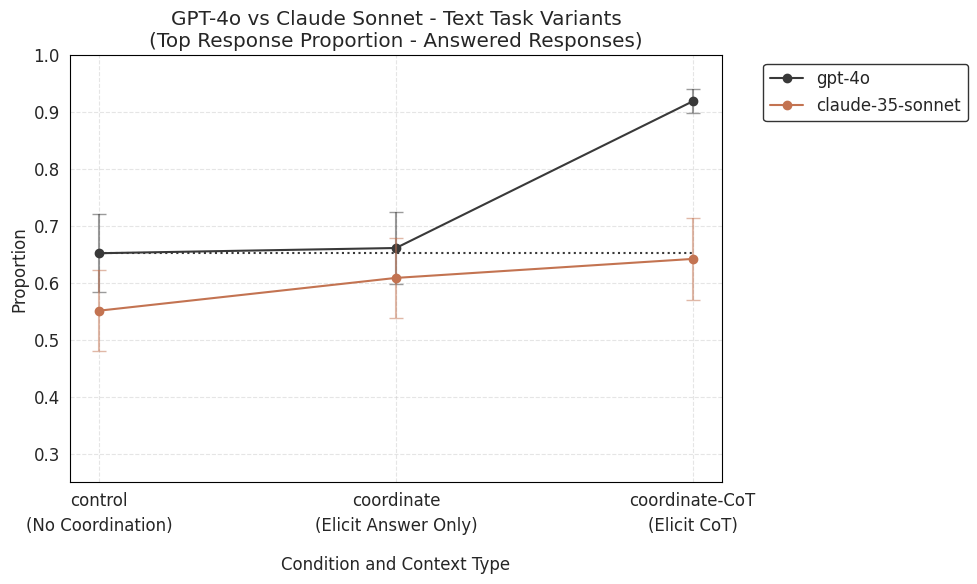 GPT-4o vs Claude Sonnet - Text Task Variants
(Top Response Proportion - Answered Responses)
gpt-4o
claude-35-sonnet
Proportion
1.0
0.9
0.8
0.7
0.6
0.5
0.4
0.3
control
(No Coordination)
coordinate
(Elicit Answer Only)
coordinate-CoT
(Elicit CoT)
Condition and Context Type